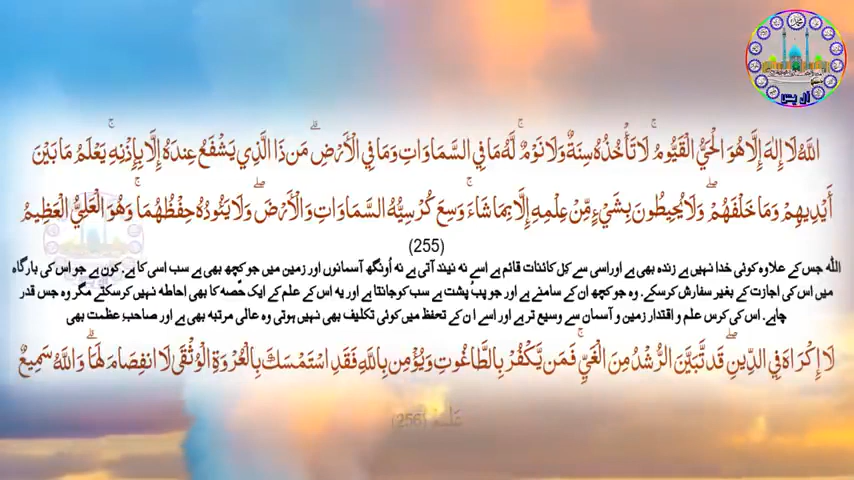 اللَّهُ لَا إِلَٰهَ إِلَّا هُوَ الْحَيُّ الْقَيُّومُ ۚ لَا تَأْخُذُهُ سِنَةٌ وَلَا نَوْمٌ ۚ لَّهُ مَا فِي السَّمَاوَاتِ وَمَا فِي الْأَرْضِ ۗ مَن ذَا الَّذِي يَشْفَعُ عِندَهُ إِلَّا بِإِذْنِهِ ۚ يَعْلَمُ مَا بَيْنَ
أَيْدِيهِمْ وَمَا خَلْفَهُمْ ۖ وَلَا يُحِيطُونَ بِشَيْءٍ مِّنْ عِلْمِهِ إِلَّا بِمَا شَاءَ ۚ وَسِعَ كُرْسِيُّهُ السَّمَاوَاتِ وَالْأَرْضَ ۖ وَلَا يَئُودُهُ حِفْظُهُمَا ۚ وَهُوَ الْعَلِيُّ الْعَظِيمُ
(255)
اللہ جس کے علاوہ کوئی خدا نہیں ہے زندہ بھی ہے اوراسی سے کل کائنات قائم ہے اسے نہ نیند آتی ہے نہ اُونگھ آسمانوں اور زمین میں جو کچھ بھی ہے سب اسی کا ہے. کون ہے جو اس کی بارگاہ
میں اس کی اجازت کے بغیر سفارش کرسکے. وہ جو کچھ ان کے سامنے ہے اور جو پبُ پشت ہے سب کوجانتا ہے اور یہ اس کے علم کے ایک حّصہ کا بھی احاطہ نہیں کرسکتے مگر وہ جس قدر
چاہے. اس کی کرس علم و اقتدار زمین و آسمان سے وسیع تر ہے اور اسے ان کے تحفظ میں کوئی تکلیف بھی نہیں ہوتی وہ عالی مرتبہ بھی ہے اور صاحبِ عظمت بھی
لَا إِكْرَاهَ فِي الدِّينِ ۖ قَد تَّبَيَّنَ الرُّشْدُ مِنَ الْغَيِّ ۚ فَمَن يَكْفُرْ بِالطَّاغُوتِ وَيُؤْمِن بِاللَّهِ فَقَدِ اسْتَمْسَكَ بِالْعُرْوَةِ الْوُثْقَىٰ لَا انفِصَامَ لَهَا ۗ وَاللَّهُ سَمِيعٌ
عَلِيمٌ (256)
آل یس